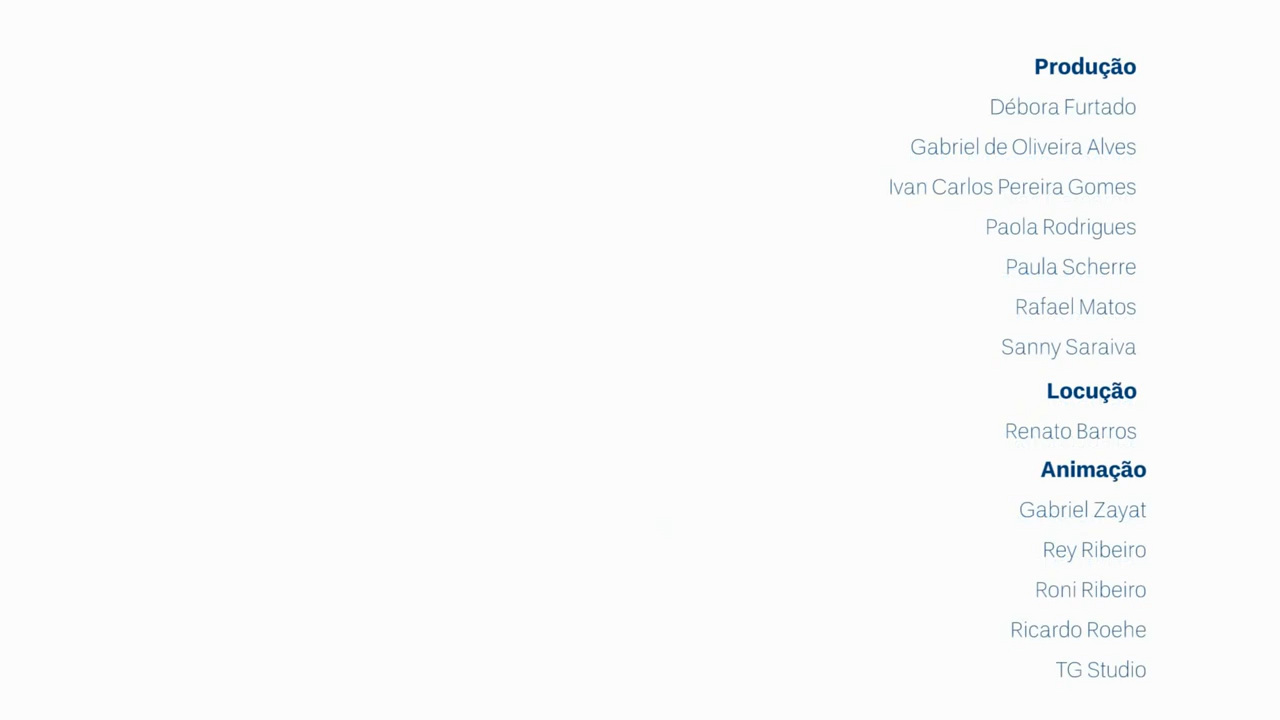 Produção
Débora Furtado
Gabriel de Oliveira Alves
Ivan Carlos Pereira Gomes
Paola Rodrigues
Paula Scherre
Rafael Matos
Sanny Saraiva
Locução
Renato Barros
Animação
Gabriel Zayat
Rey Ribeiro
Roni Ribeiro
Ricardo Roehe
TG Studio